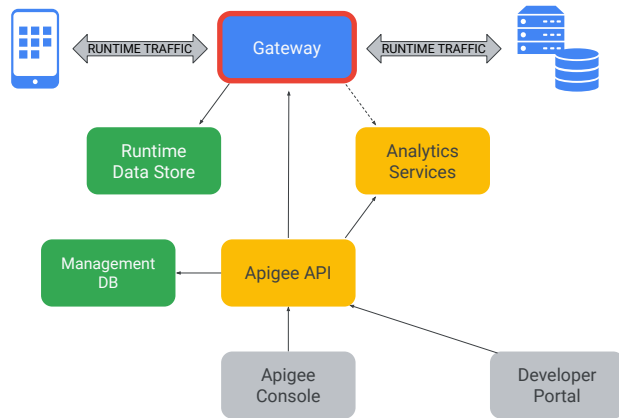 RUNTIME TRAFFIC
Gateway
RUNTIME TRAFFIC
Runtime
Data Store
Analytics
Services
Management
DB
Apigee API
Apigee
Console
Developer
Portal